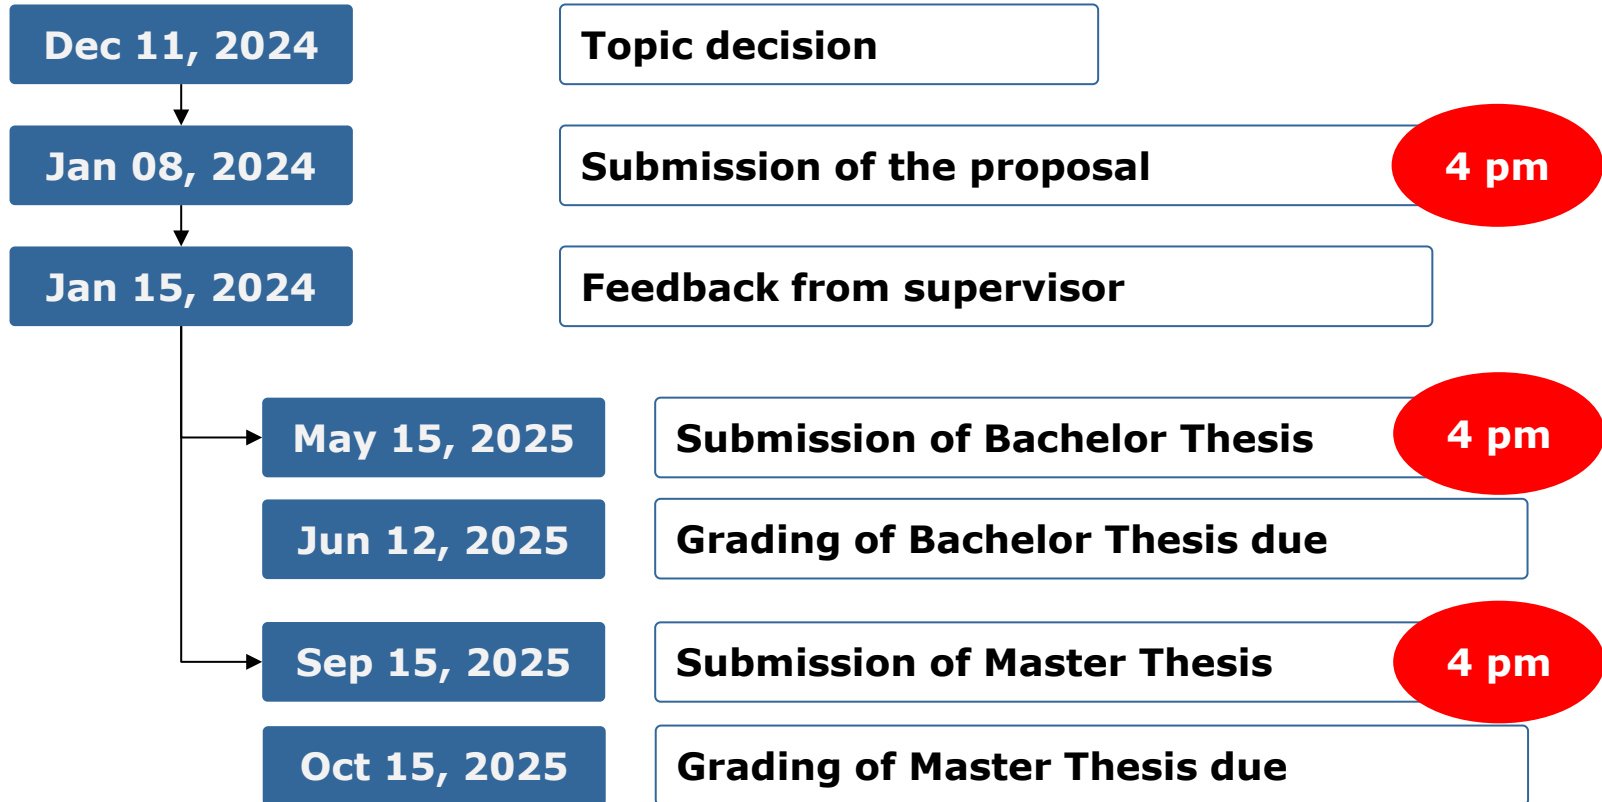 Dec 11, 2024
Topic decision
Jan 08, 2024
Submission of the proposal
4 pm
Jan 15, 2024
Feedback from supervisor
May 15, 2025
Submission of Bachelor Thesis
4 pm
Jun 12, 2025
Grading of Bachelor Thesis due
Sep 15, 2025
Submission of Master Thesis
4 pm
Oct 15, 2025
Grading of Master Thesis due